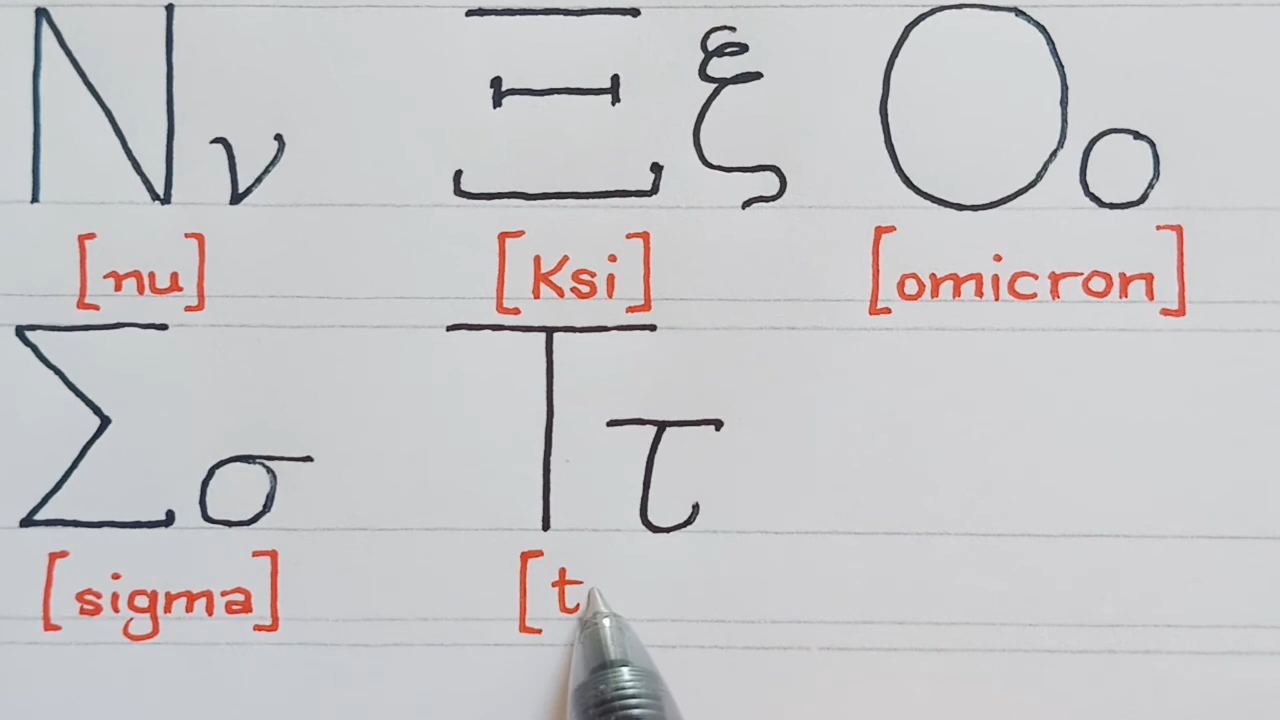 Ν ν Ξ ξ Ο ο
[nu] [Ksi] [omicron]
Σ σ Τ τ
[sigma] [t